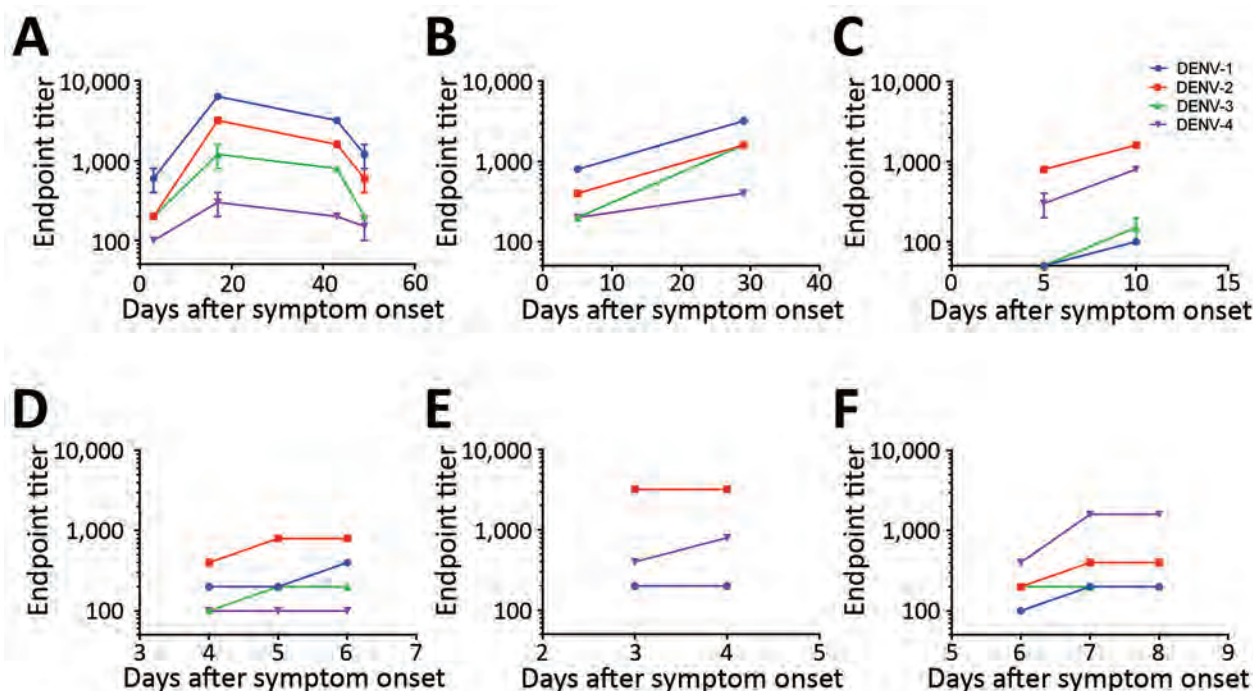 A
Endpoint titer
10,000
1,000
100
0 20 40 60
Days after symptom onset
B
Endpoint titer
10,000
1,000
100
0 10 20 30 40
Days after symptom onset
C
Endpoint titer
10,000
1,000
100
0 5 10 15
Days after symptom onset
DENV-1
DENV-2
DENV-3
DENV-4
D
Endpoint titer
10,000
1,000
100
3 4 5 6 7
Days after symptom onset
E
Endpoint titer
10,000
1,000
100
2 3 4 5
Days after symptom onset
F
Endpoint titer
10,000
1,000
100
5 6 7 8 9
Days after symptom onset